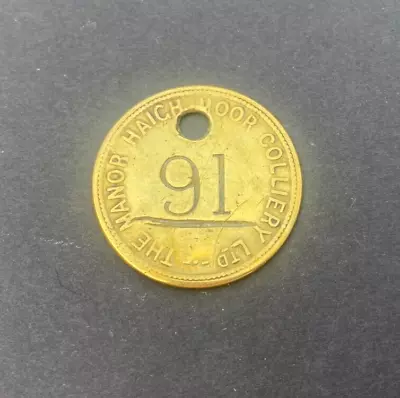 THE MANOR HAIGH MOOR COLLIERY LTD
91